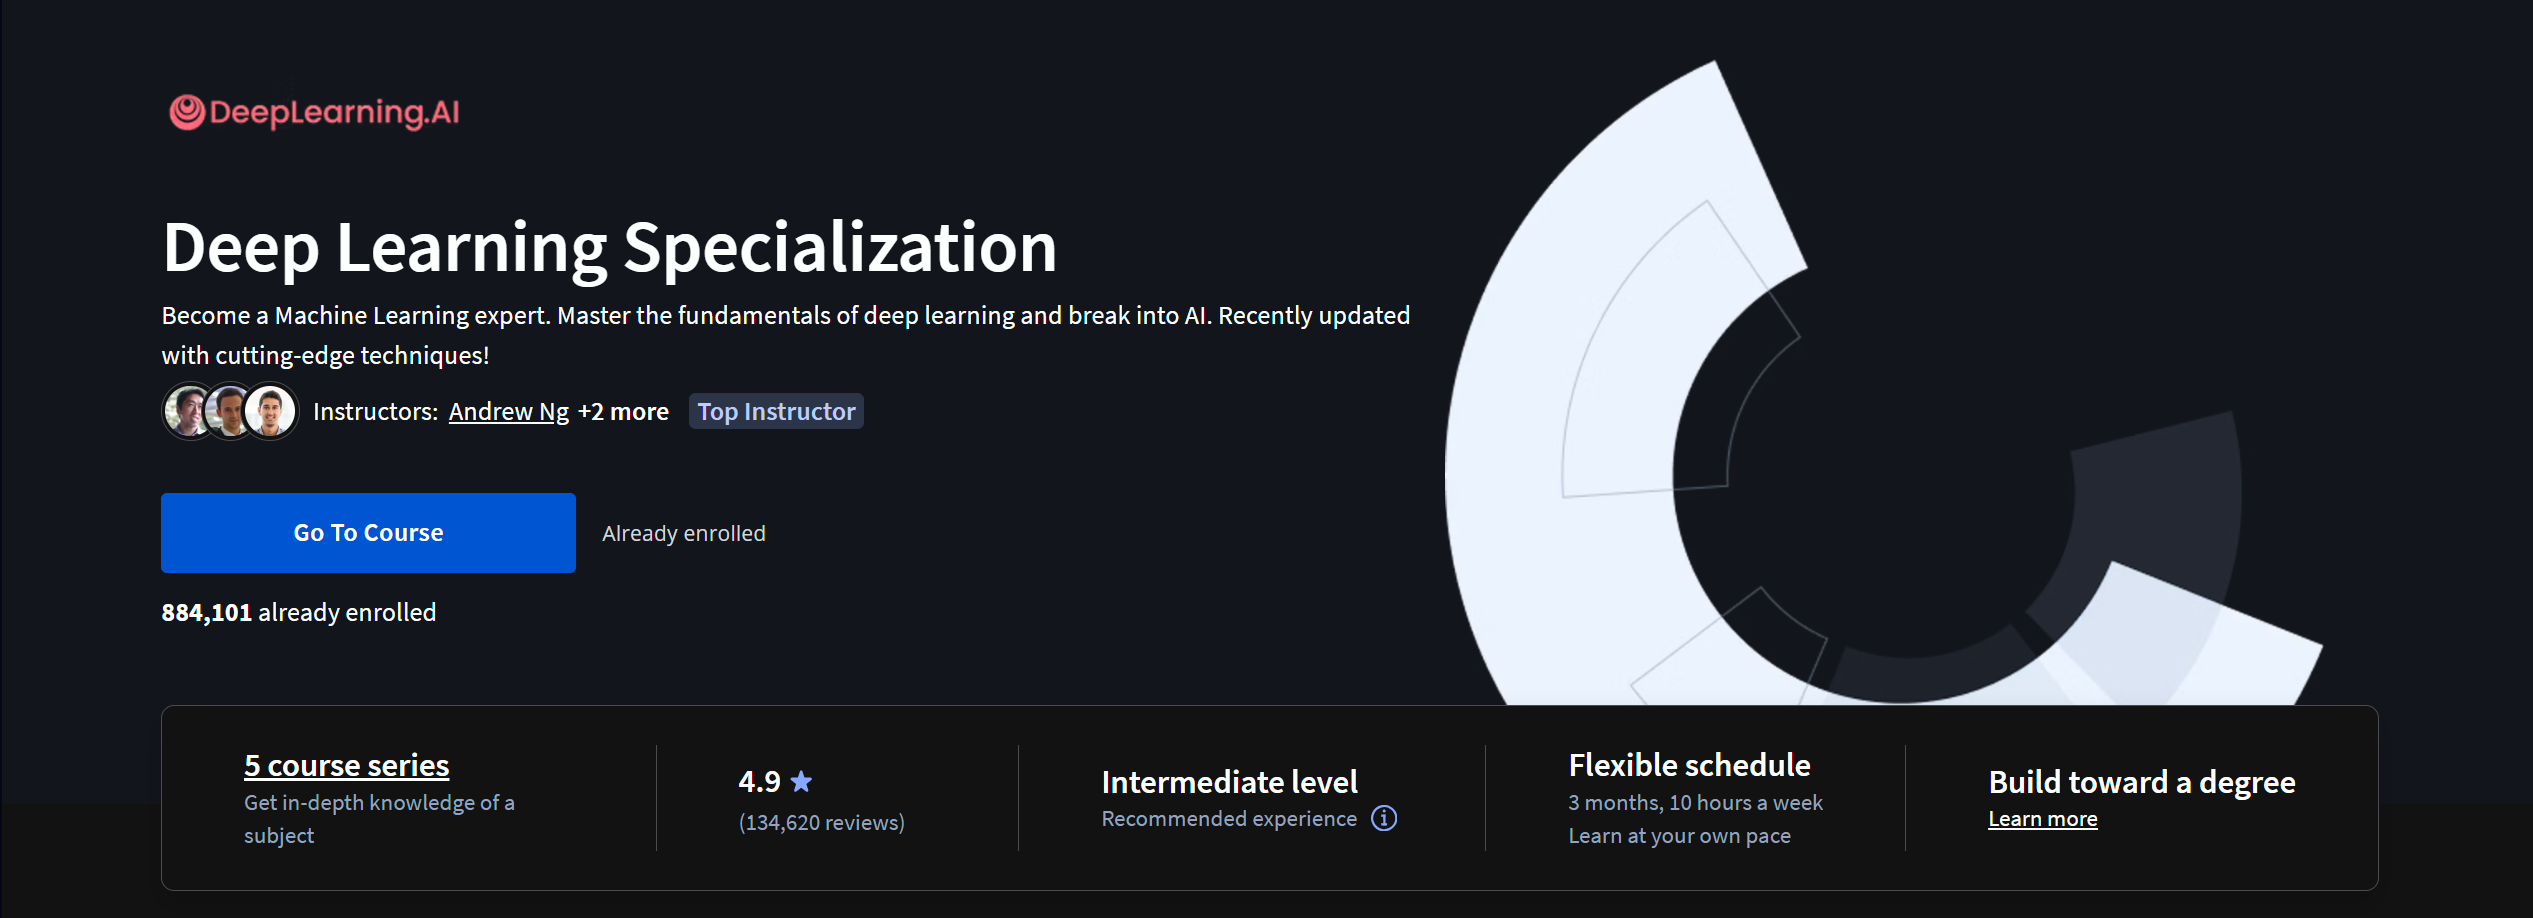 DeepLearning.AI
Deep Learning Specialization
Become a Machine Learning expert. Master the fundamentals of deep learning and break into AI. Recently updated
with cutting-edge techniques!
Instructors: Andrew Ng +2 more Top Instructor
Go To Course Already enrolled
884,101 already enrolled
5 course series
Get in-depth knowledge of a
subject
4.9
(134,620 reviews)
Intermediate level
Recommended experience
Flexible schedule
3 months, 10 hours a week
Learn at your own pace
Build toward a degree
Learn more